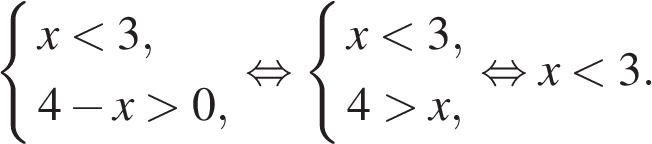 { x < 3, 4 − x > 0, ⇔ { x < 3, 4 > x, ⇔ x < 3.